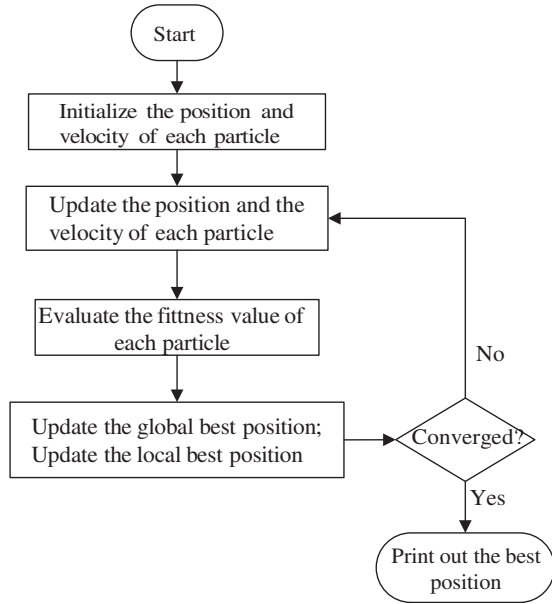 Start
Initialize the position and
velocity of each particle
Update the position and the
velocity of each particle
Evaluate the fittness value of
each particle
Update the global best position;
Update the local best position
Converged?
No
Yes
Print out the best
position